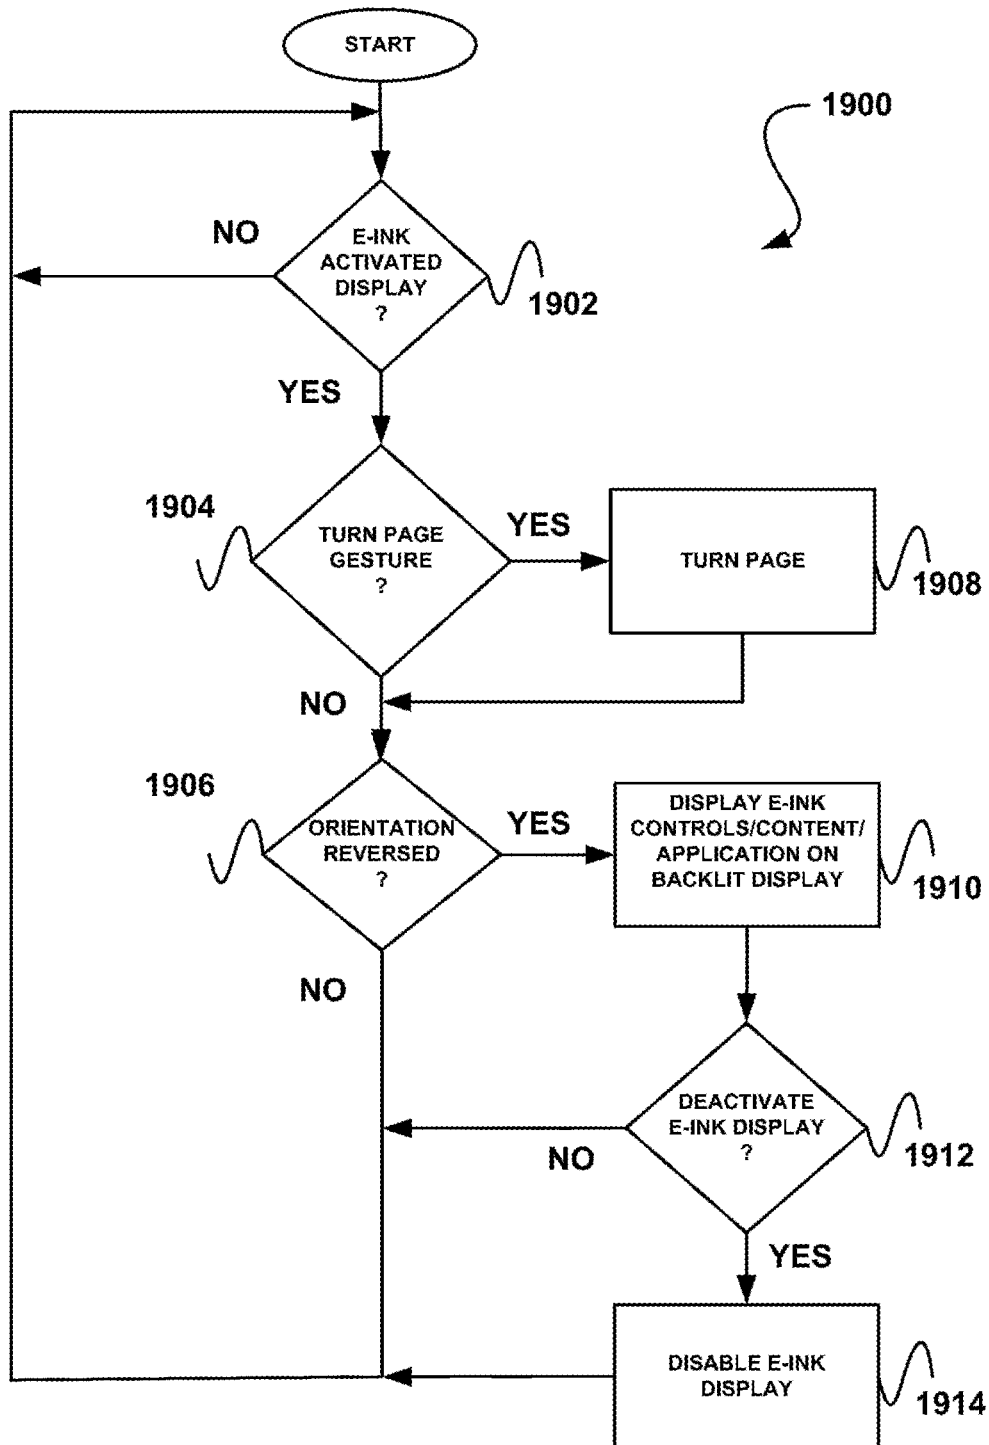 START
1900
NO
E-INK
ACTIVATED
DISPLAY
?
1902
YES
1904
TURN PAGE
GESTURE
?
YES
TURN PAGE
1908
NO
1906
ORIENTATION
REVERSED
?
YES
DISPLAY E-INK
CONTROLS/CONTENT/
APPLICATION ON
BACKLIT DISPLAY
1910
NO
DEACTIVATE
E-INK DISPLAY
?
1912
NO
YES
DISABLE E-INK
DISPLAY
1914